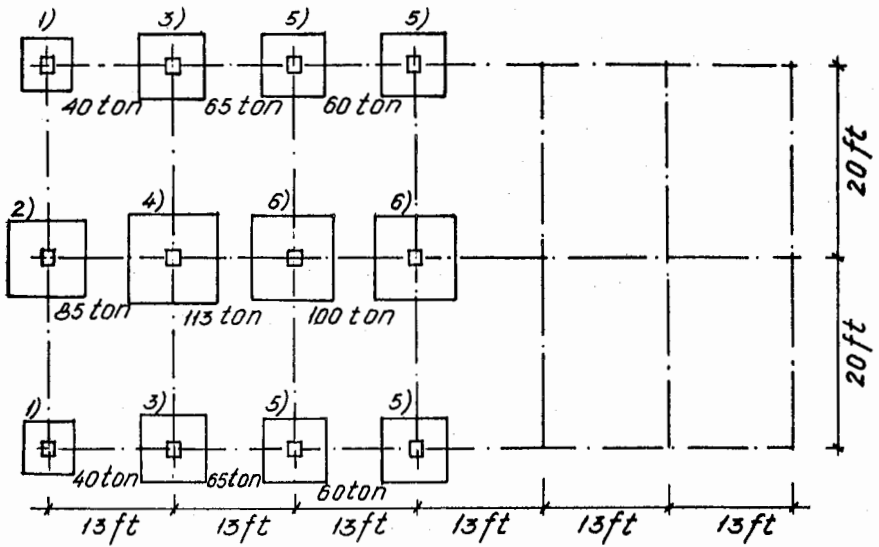 1) 3) 5) 5)
40 ton 65 ton 60 ton
20 ft
2) 4) 6) 6)
85 ton 113 ton 100 ton
20 ft
1) 3) 5) 5)
40 ton 65 ton 60 ton
13 ft 13 ft 13 ft 13 ft 13 ft 13 ft